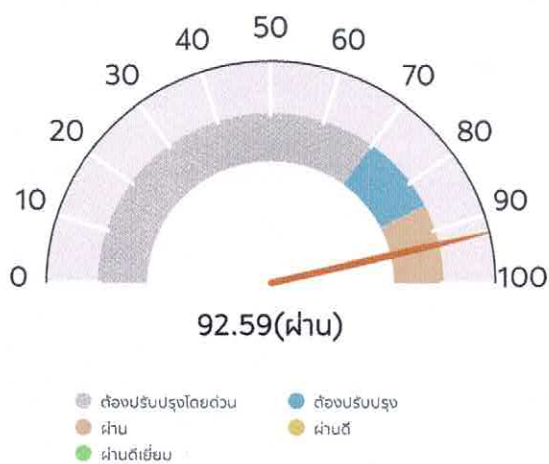 0
10
20
30
40
50
60
70
80
90
100
92.59(ผ่าน)
ต้องปรับปรุงโดยด่วน
ต้องปรับปรุง
ผ่าน
ผ่านดี
ผ่านดีเยี่ยม